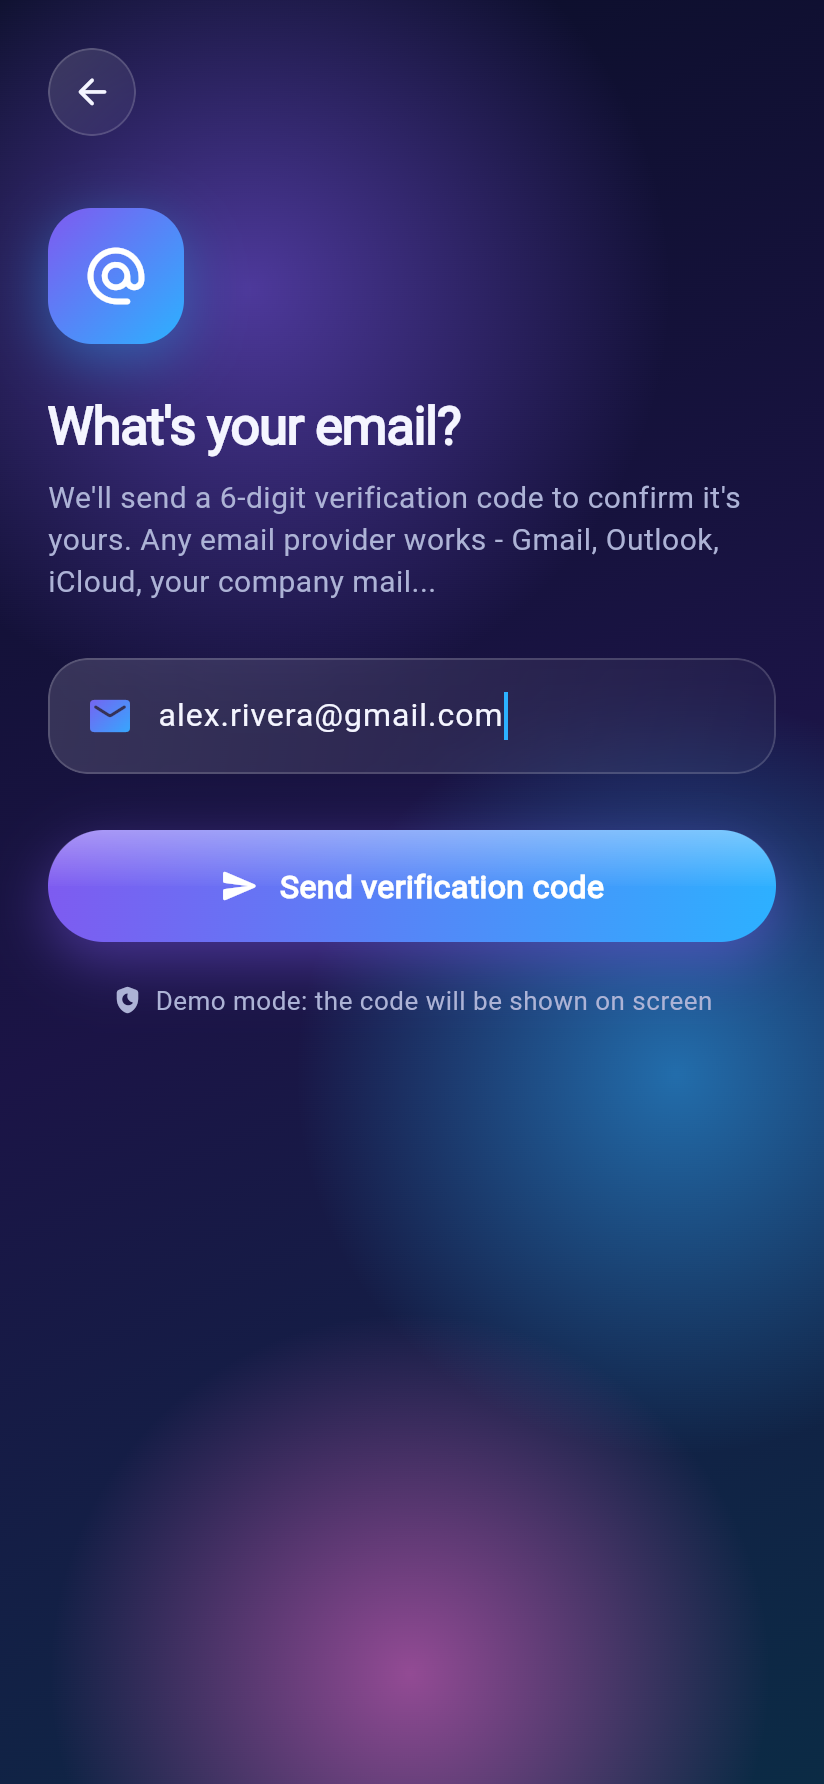 What's your email?
We'll send a 6-digit verification code to confirm it's
yours. Any email provider works - Gmail, Outlook,
iCloud, your company mail...
alex.rivera@gmail.com
Send verification code
Demo mode: the code will be shown on screen